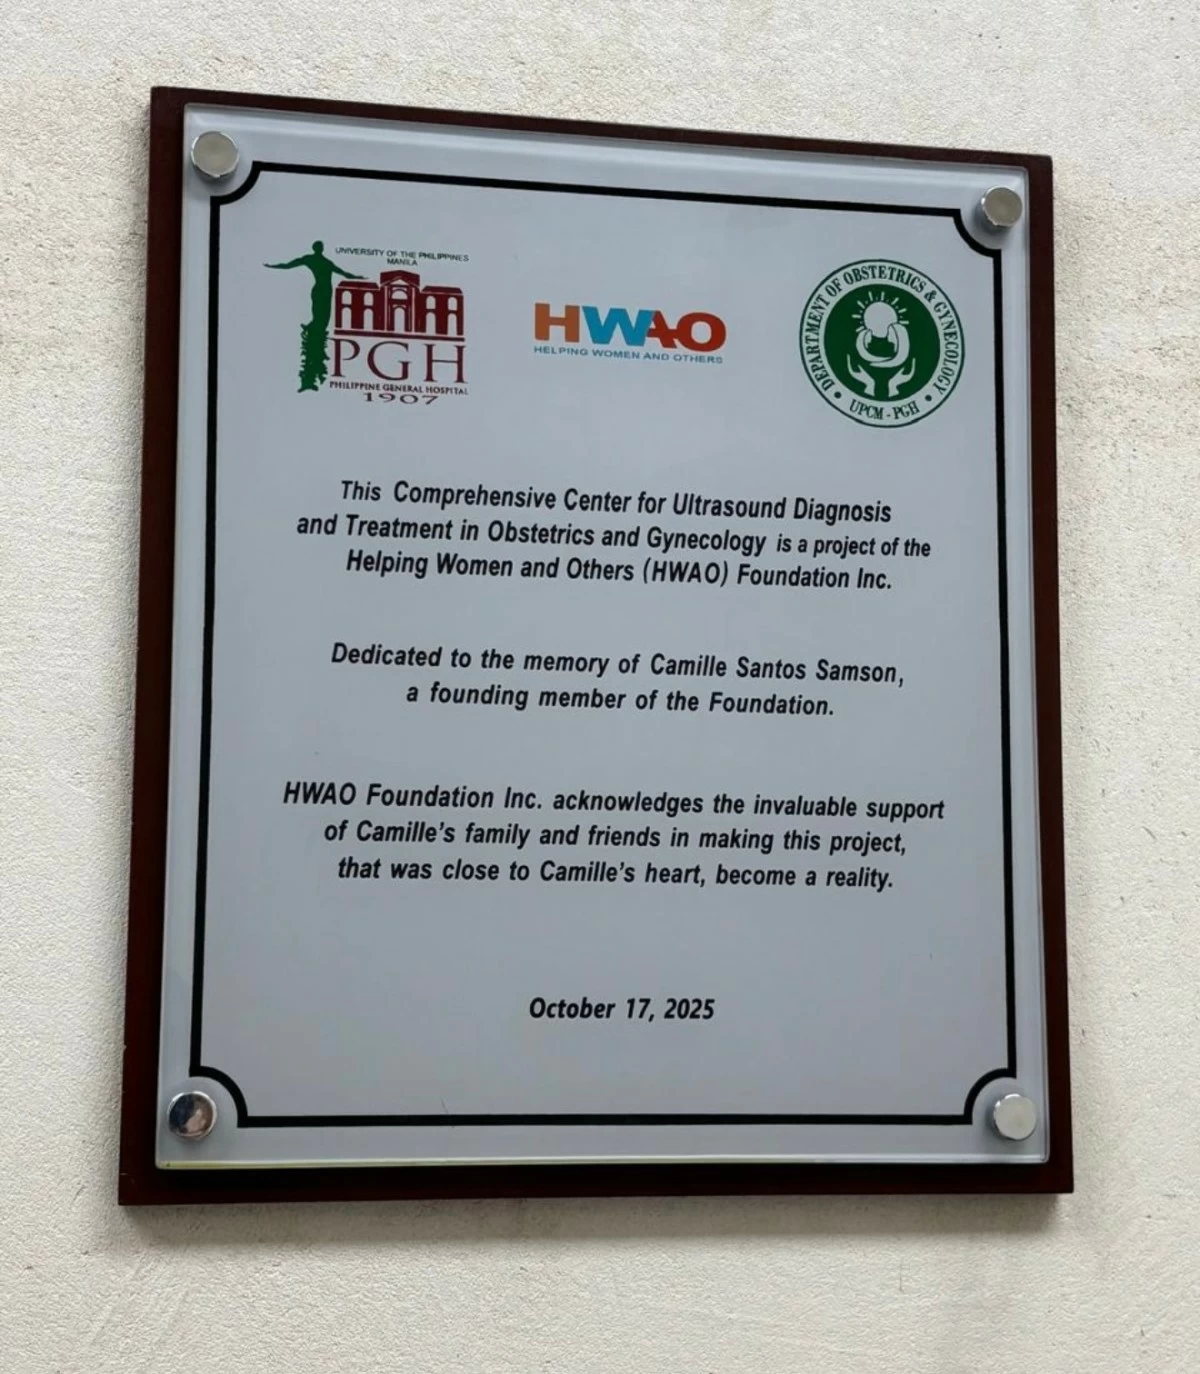 UNIVERSITY OF THE PHILIPPINES
MANILA
PGH
PHILIPPINE GENERAL HOSPITAL
1907
HWAO
HELPING WOMEN AND OTHERS
DEPARTMENT OF OBSTETRICS & GYNECOLOGY
• UPCM - PGH •
This Comprehensive Center for Ultrasound Diagnosis
and Treatment in Obstetrics and Gynecology is a project of the
Helping Women and Others (HWAO) Foundation Inc.
Dedicated to the memory of Camille Santos Samson,
a founding member of the Foundation.
HWAO Foundation Inc. acknowledges the invaluable support
of Camille's family and friends in making this project,
that was close to Camille's heart, become a reality.
October 17, 2025